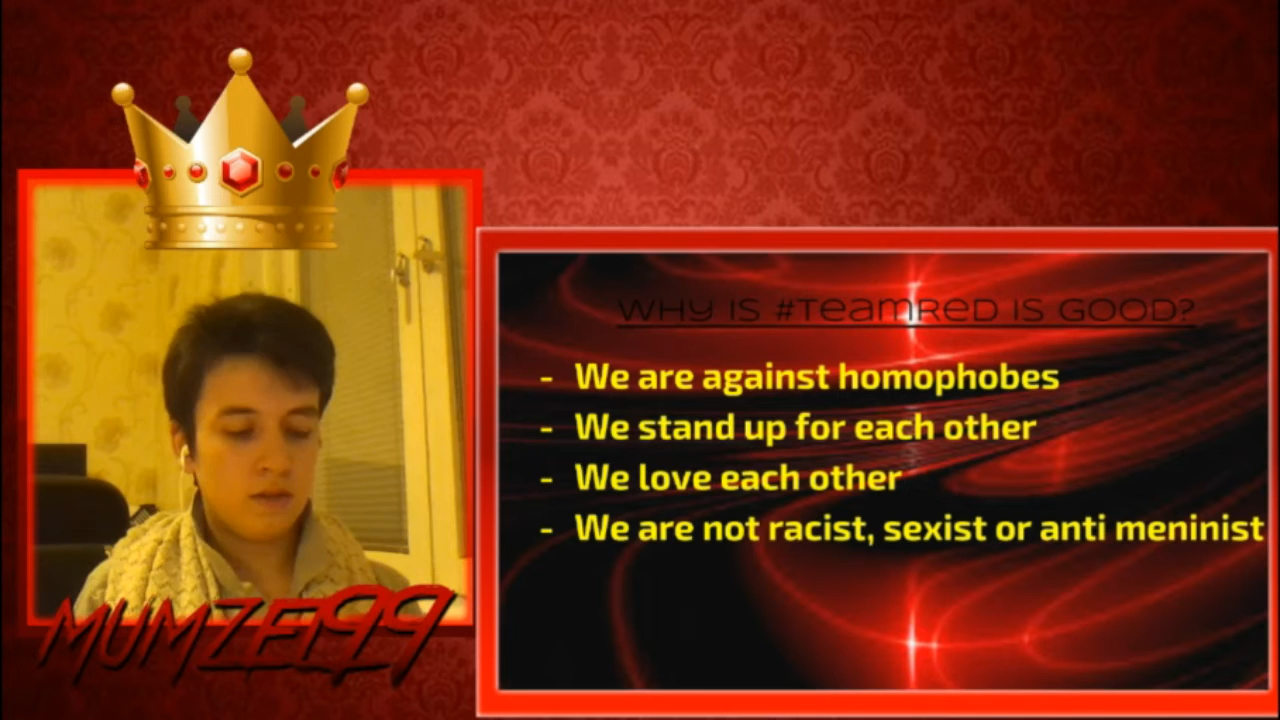 WHY IS #TEAMRED IS GOOD?
- We are against homophobes
- We stand up for each other
- We love each other
- We are not racist, sexist or anti meninist
MUMZEI99